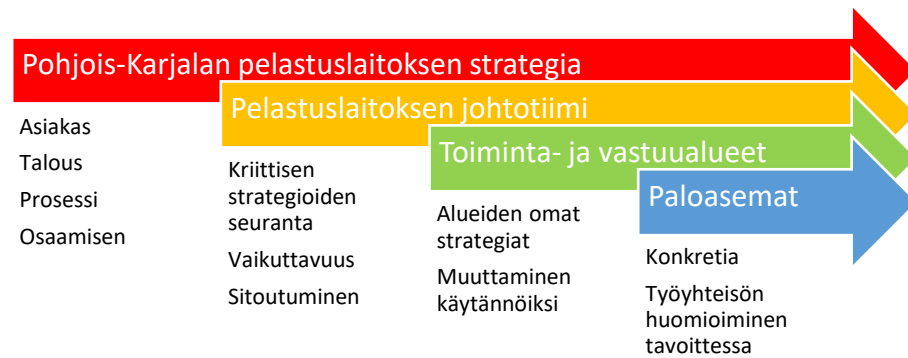 Pohjois-Karjalan pelastuslaitoksen strategia
Asiakas
Talous
Prosessi
Osaamisen
Pelastuslaitoksen johtotiimi
Kriittisen
strategioiden
seuranta
Vaikuttavuus
Sitoutuminen
Toiminta- ja vastuualueet
Alueiden omat
strategiat
Muuttaminen
käytännöiksi
Paloasemat
Konkretia
Työyhteisön
huomioiminen
tavoittessa